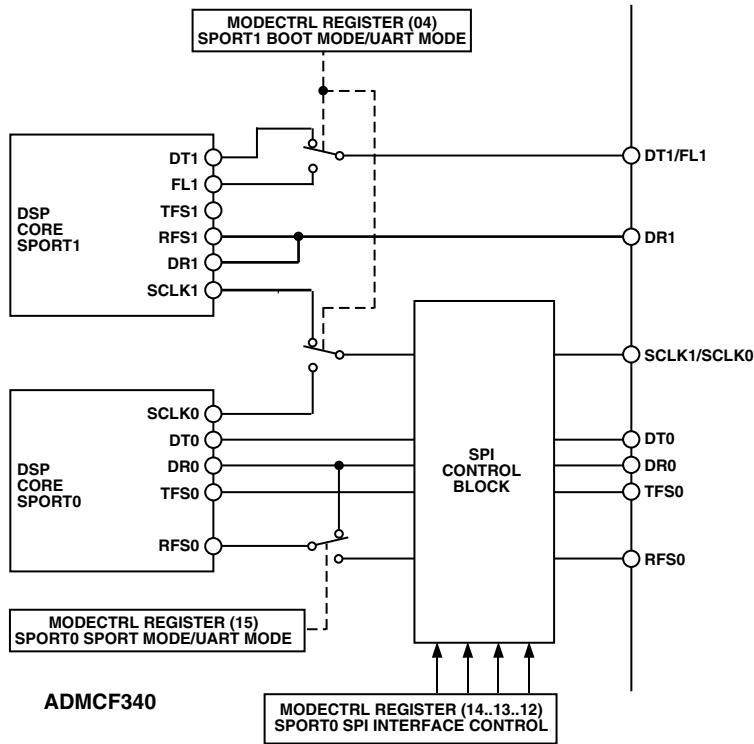 MODECTRL REGISTER (04)
SPORT1 BOOT MODE/UART MODE
DSP
CORE
SPORT1
DT1
FL1
TFS1
RFS1
DR1
SCLK1
DT1/FL1
DR1
SCLK1/SCLK0
DSP
CORE
SPORT0
SCLK0
DT0
DR0
TFS0
RFS0
SPI
CONTROL
BLOCK
DT0
DR0
TFS0
RFS0
MODECTRL REGISTER (15)
SPORT0 SPORT MODE/UART MODE
ADMCF340
MODECTRL REGISTER (14..13..12)
SPORT0 SPI INTERFACE CONTROL